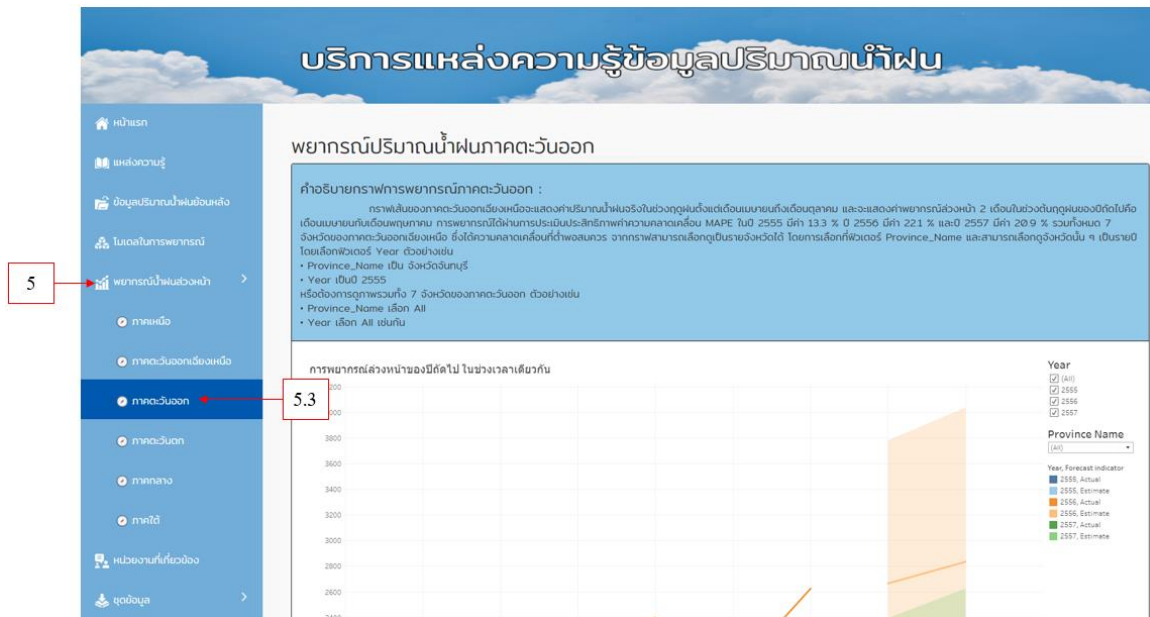 บริการแหล่งความรู้ข้อมูลปริมาณน้ำฝน
หน้าแรก
แหล่งความรู้
ข้อมูลปริมาณน้ำฝนย้อนหลัง
โมเดลในการพยากรณ์
5
พยากรณ์น้ำฝนล่วงหน้า
ภาคเหนือ
ภาคตะวันออกเฉียงเหนือ
ภาคตะวันออก
5.3
ภาคตะวันตก
ภาคกลาง
ภาคใต้
หน่วยงานที่เกี่ยวข้อง
ชุดข้อมูล
พยากรณ์ปริมาณน้ำฝนภาคตะวันออก
คำอธิบายกราฟการพยากรณ์ภาคตะวันออก :
กราฟเส้นของภาคตะวันออกเฉียงเหนือจะแสดงค่าปริมาณน้ำฝนจริงในช่วงฤดูฝนตั้งแต่เดือนเมษายนถึงเดือนตุลาคม และจะแสดงค่าพยากรณ์ล่วงหน้า 2 เดือนในช่วงต้นฤดูฝนของปีถัดไปคือ
เดือนเมษายนกับเดือนพฤษภาคม การพยากรณ์ได้ผ่านการประเมินประสิทธิภาพค่าความคลาดเคลื่อน MAPE ในปี 2555 มีค่า 13.3 % ปี 2556 มีค่า 22.1 % และปี 2557 มีค่า 20.9 % รวมทั้งหมด 7
จังหวัดของภาคตะวันออกเฉียงเหนือ ซึ่งได้ความคลาดเคลื่อนที่ต่ำพอสมควร จากกราฟสามารถเลือกดูเป็นรายจังหวัดได้ โดยการเลือกที่ฟิวเตอร์ Province_Name และสามารถเลือกดูจังหวัดนั้น ๆ เป็นรายปี
โดยเลือกฟิวเตอร์ Year ตัวอย่างเช่น
• Province_Name เป็น จังหวัดจันทบุรี
• Year เป็นปี 2555
หรือต้องการดูภาพรวมทั้ง 7 จังหวัดของภาคตะวันออก ตัวอย่างเช่น
• Province_Name เลือก All
• Year เลือก All เช่นกัน
การพยากรณ์ล่วงหน้าของปีถัดไป ในช่วงเวลาเดียวกัน
3800
3600
3400
3200
3000
2800
2600
Year
(All)
2555
2556
2557
Province Name
(All)
Year, Forecast indicator
2555, Actual
2555, Estimate
2556, Actual
2556, Estimate
2557, Actual
2557, Estimate